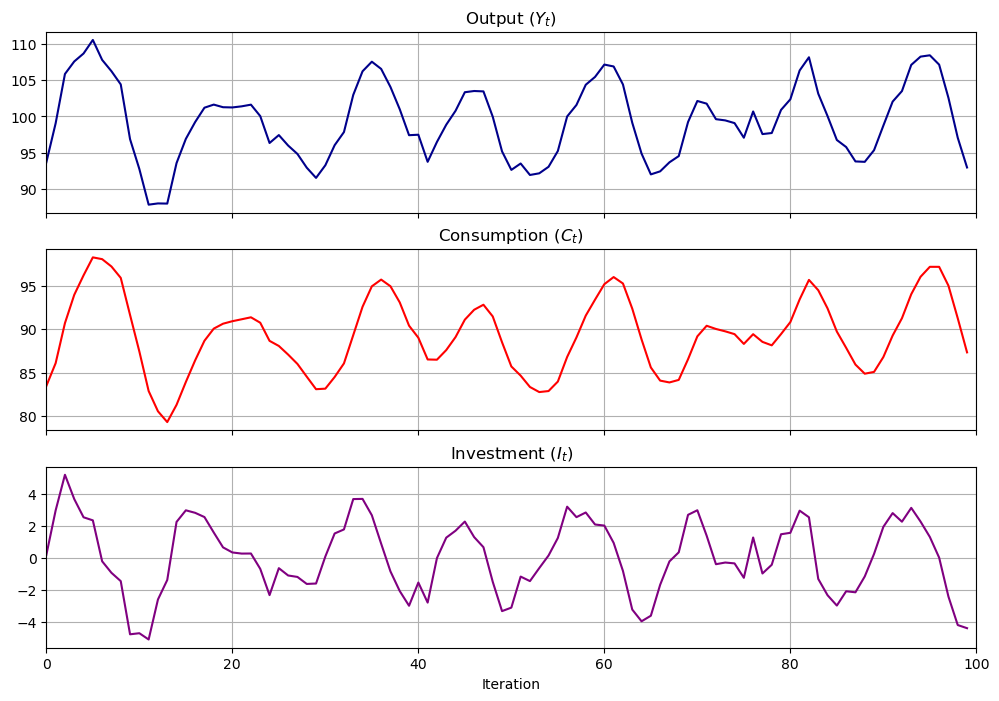 Output (Y_t)
110
105
100
95
90
Consumption (C_t)
95
90
85
80
Investment (I_t)
4
2
0
−2
−4
0 20 40 60 80 100
Iteration